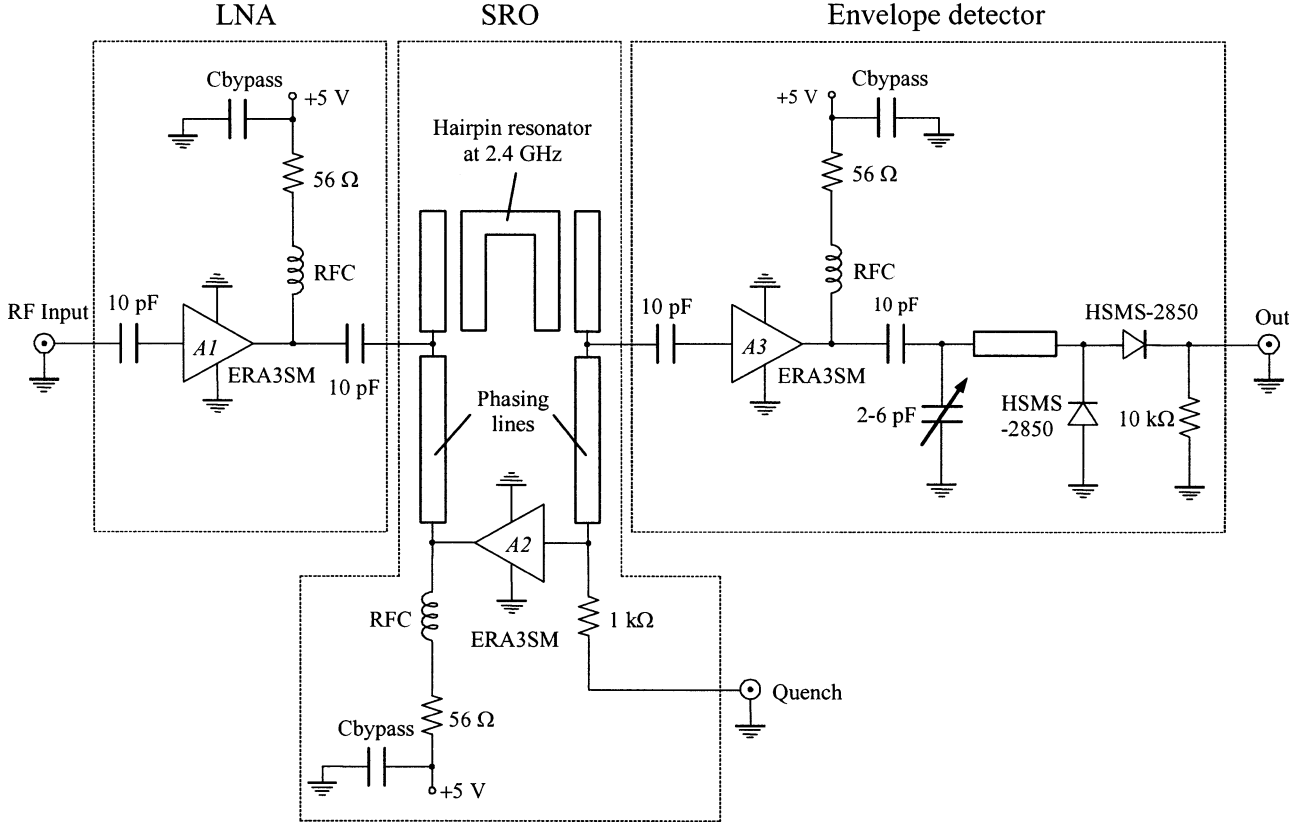 LNA
SRO
Envelope detector
Cbypass
+5 V
56 Ω
RFC
RF Input
10 pF
A1
ERA3SM
10 pF
Hairpin resonator
at 2.4 GHz
Phasing
lines
A2
ERA3SM
RFC
56 Ω
Cbypass
+5 V
1 kΩ
Quench
+5 V
Cbypass
56 Ω
RFC
10 pF
A3
ERA3SM
10 pF
2-6 pF
HSMS-2850
HSMS
-2850
10 kΩ
Out